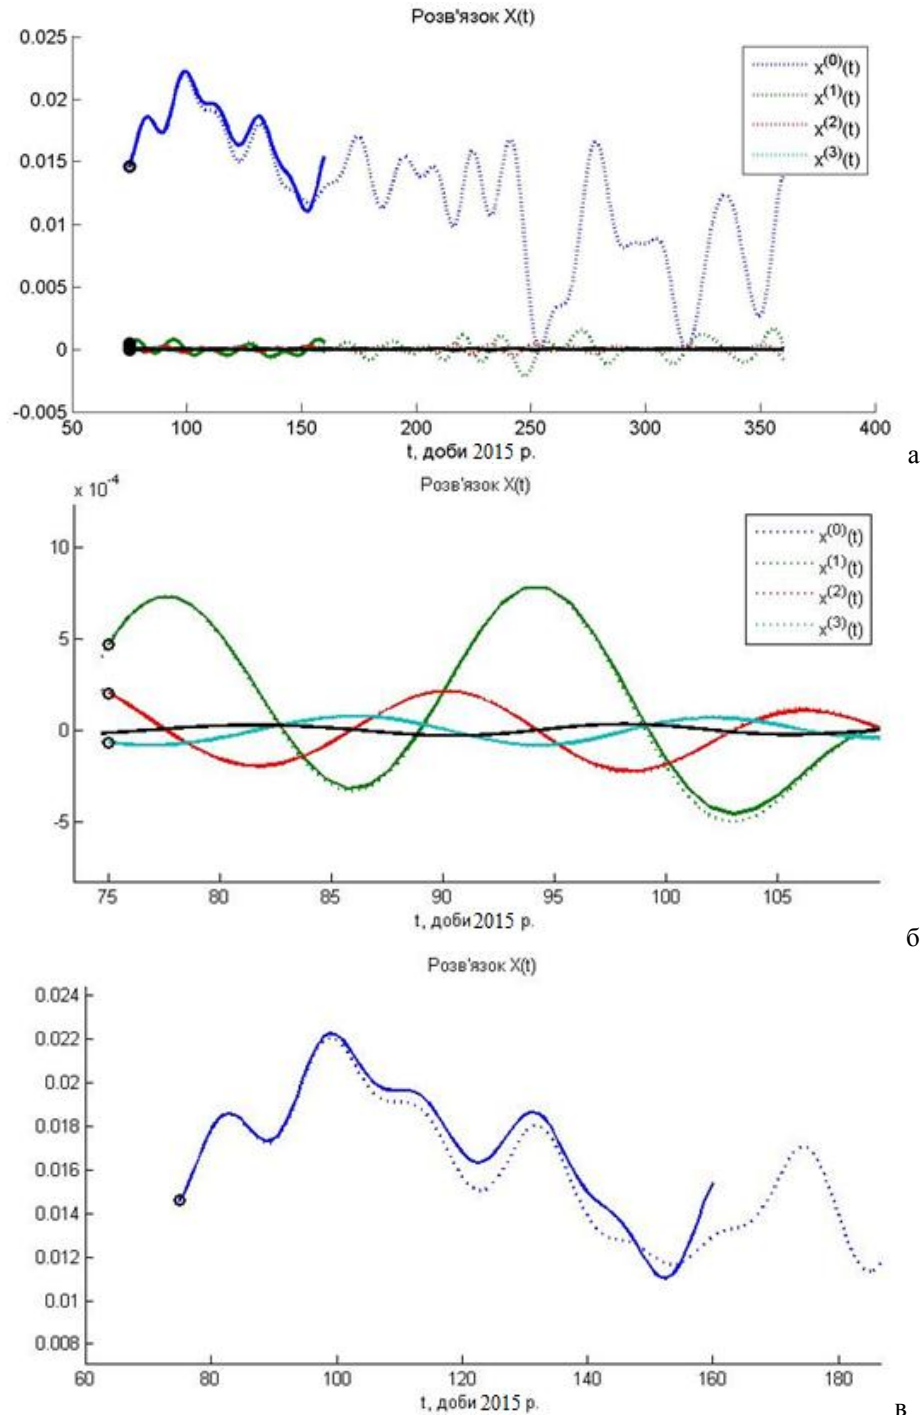 Розв'язок X(t)
0.025
0.02
0.015
0.01
0.005
0
-0.005
x(0)(t)
x(1)(t)
x(2)(t)
x(3)(t)
50 100 150 200 250 300 350 400
t, доби 2015 р.
а
x 10-4
Розв'язок X(t)
10
5
0
-5
x(0)(t)
x(1)(t)
x(2)(t)
x(3)(t)
75 80 85 90 95 100 105
t, доби 2015 р.
б
Розв'язок X(t)
0.024
0.022
0.02
0.018
0.016
0.014
0.012
0.01
0.008
60 80 100 120 140 160 180
t, доби 2015 р.
в